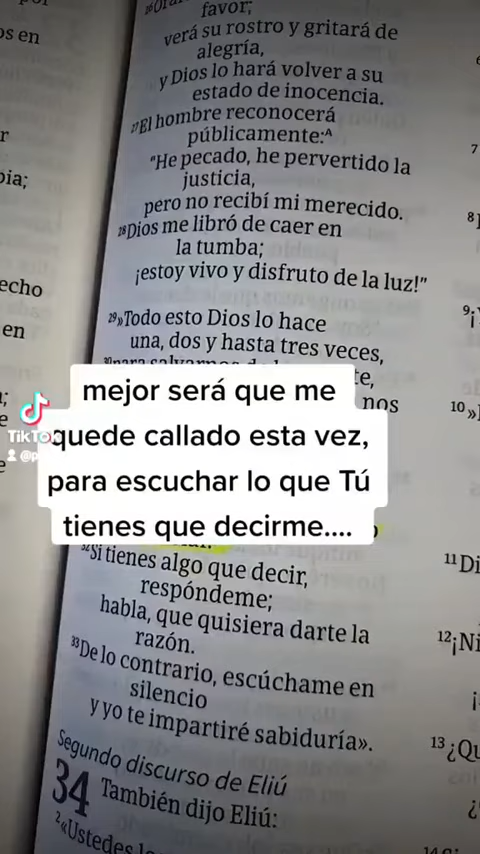 favor;
verá su rostro y gritará de
alegría,
y Dios lo hará volver a su
estado de inocencia.
27El hombre reconocerá
públicamente:A
"He pecado, he pervertido la
justicia,
pero no recibí mi merecido.
28Dios me libró de caer en
la tumba;
¡estoy vivo y disfruto de la luz!”
29»Todo esto Dios lo hace
una, dos y hasta tres veces,
te,
nos
mejor será que me
quede callado esta vez,
para escuchar lo que Tú
tienes que decirme....
TikTok
32Si tienes algo que decir,
respóndeme;
habla, que quisiera darte la
razón.
33De lo contrario, escúchame en
silencio
y yo te impartiré sabiduría».
Segundo discurso de Eliú
34 También dijo Eliú:
2«Ustedes
os en
r
bia;
echo
en
7
8
9¡
10»
11Di
12¡Ni
13¿Qu